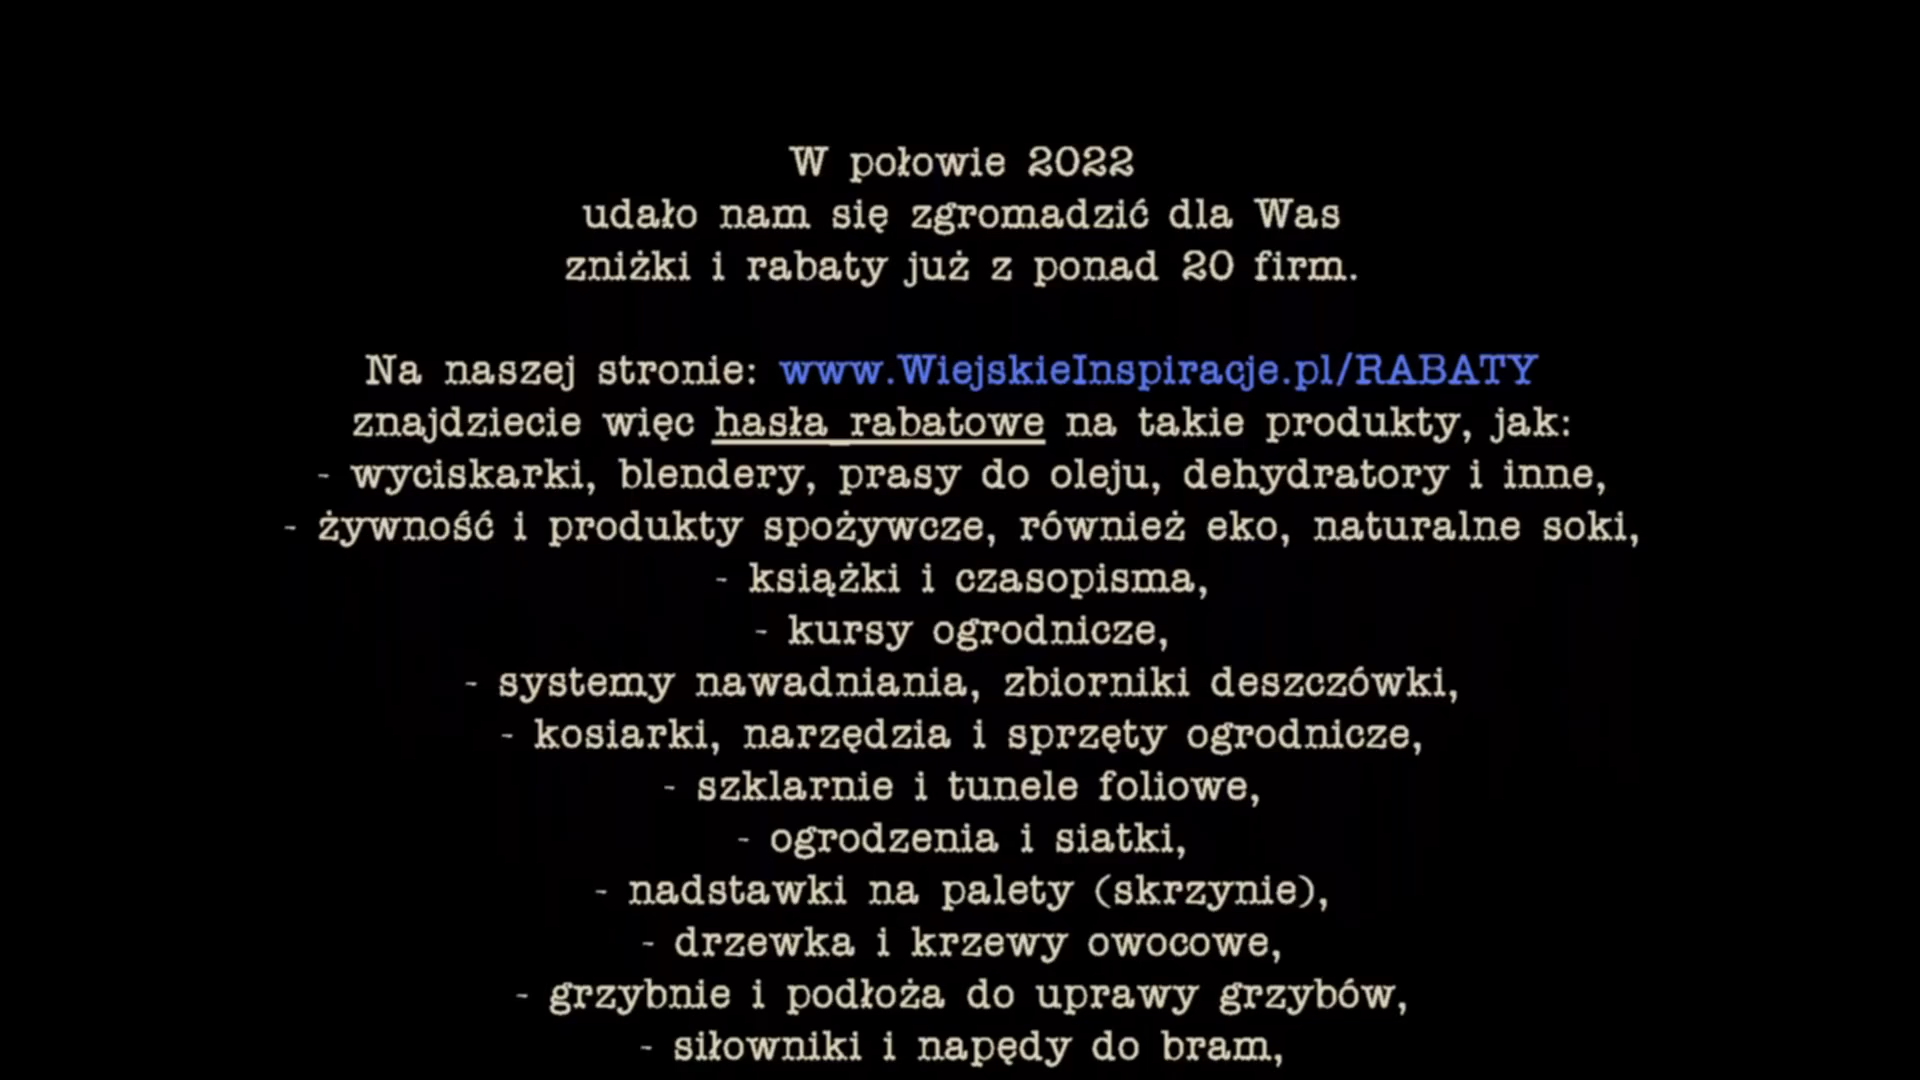 W połowie 2022
udało nam się zgromadzić dla Was
zniżki i rabaty już z ponad 20 firm.
Na naszej stronie: www.WiejskieInspiracje.pl/RABATY
znajdziecie więc hasła rabatowe na takie produkty, jak:
- wyciskarki, blendery, prasy do oleju, dehydratory i inne,
- żywność i produkty spożywcze, również eko, naturalne soki,
- książki i czasopisma,
- kursy ogrodnicze,
- systemy nawadniania, zbiorniki deszczówki,
- kosiarki, narzędzia i sprzęty ogrodnicze,
- szklarnie i tunele foliowe,
- ogrodzenia i siatki,
- nadstawki na palety (skrzynie),
- drzewka i krzewy owocowe,
- grzybnie i podłoża do uprawy grzybów,
- siłowniki i napędy do bram,